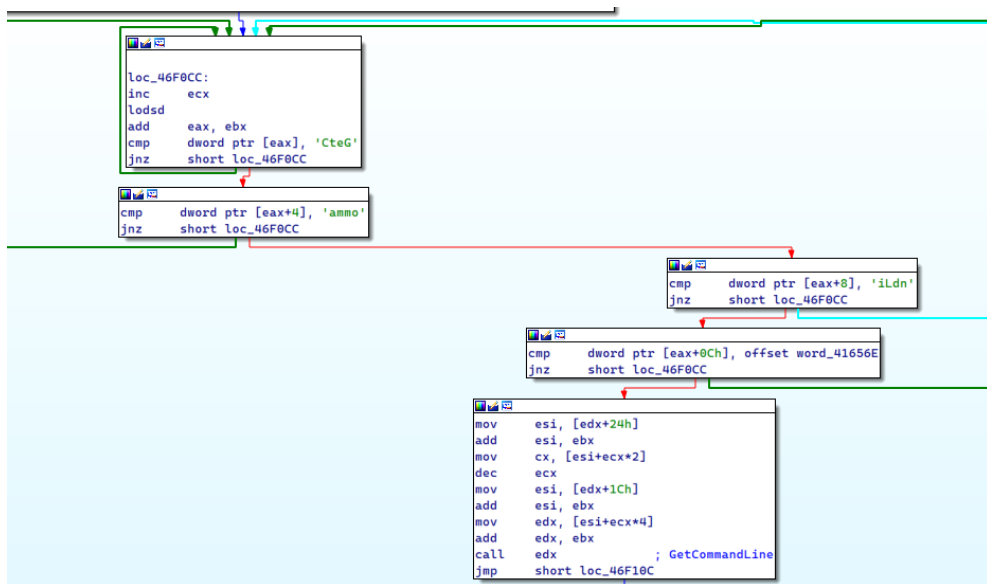 loc_46F0CC:
inc ecx
lodsd
add eax, ebx
cmp dword ptr [eax], 'CteG'
jnz short loc_46F0CC
cmp dword ptr [eax+4], 'ammo'
jnz short loc_46F0CC
cmp dword ptr [eax+8], 'iLdn'
jnz short loc_46F0CC
cmp dword ptr [eax+0Ch], offset word_41656E
jnz short loc_46F0CC
mov esi, [edx+24h]
add esi, ebx
mov cx, [esi+ecx*2]
dec ecx
mov esi, [edx+1Ch]
add esi, ebx
mov edx, [esi+ecx*4]
add edx, ebx
call edx ; GetCommandLine
jmp short loc_46F10C